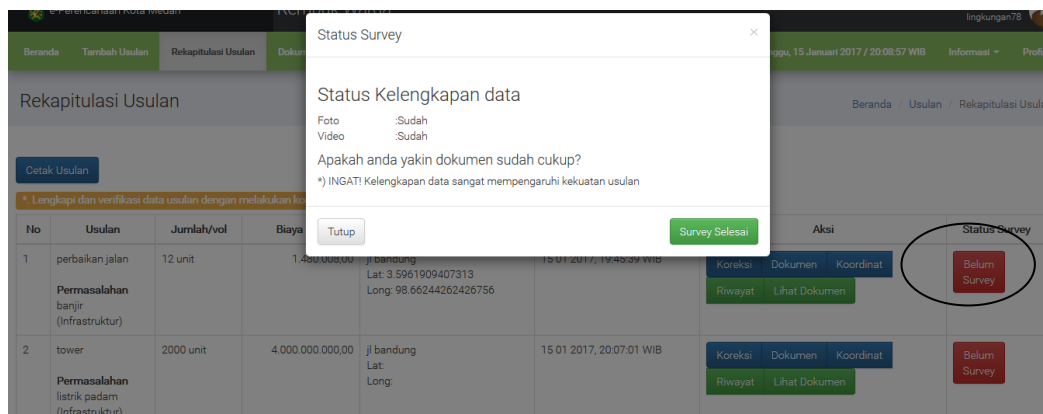 e-Perencanaan Kota Medan
lingkungan78
Beranda Tambah Usulan Rekapitulasi Usulan
15 Januari 2017 / 20:08:57 WIB Informasi
Status Survey ×
Rekapitulasi Usulan
Beranda / Usulan / Rekapitulasi
Status Kelengkapan data
Foto :Sudah
Video :Sudah
Apakah anda yakin dokumen sudah cukup?
*) INGAT! Kelengkapan data sangat mempengaruhi kekuatan usulan
Cetak Usulan
*. Lengkapi dan verifikasi data usulan dengan melakukan
Tutup Survey Selesai
No Usulan Jumlah/vol Biaya Aksi Status Survey
1 perbaikan jalan 12 unit 1.480.008,00 jl bandung 15 01 2017, 19:45:39 WIB
Lat: 3.5961909407313
Long: 98.66244262426756
Permasalahan
banjir
(Infrastruktur)
Koreksi Dokumen Koordinat
Riwayat Lihat Dokumen
Belum
Survey
2 tower 2000 unit 4.000.000.000,00 jl bandung 15 01 2017, 20:07:01 WIB
Lat:
Long:
Permasalahan
listrik padam
(Infrastruktur)
Koreksi Dokumen Koordinat
Riwayat Lihat Dokumen
Belum
Survey